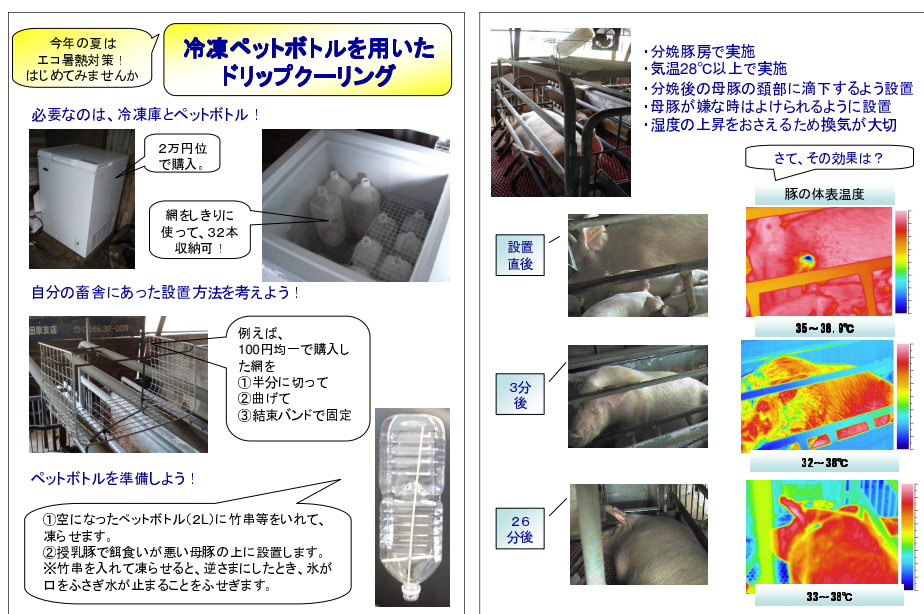 今年の夏は
エコ暑熱対策！
はじめてみませんか
冷凍ペットボトルを用いた
ドリップクーリング
必要なのは、冷凍庫とペットボトル！
２万円位
で購入。
網をしきりに
使って、３２本
収納可！
自分の畜舎にあった設置方法を考えよう！
例えば、
100円均一で購入し
た網を
①半分に切って
②曲げて
③結束バンドで固定
ペットボトルを準備しよう！
①空になったペットボトル（２Ｌ）に竹串等をいれて、
凍らせます。
②授乳豚で餌食いが悪い母豚の上に設置します。
※竹串を入れて凍らせると、逆さまにしたとき、氷が
口をふさぎ水が止まることをふせぎます。
・分娩豚房で実施
・気温28℃以上で実施
・分娩後の母豚の頚部に滴下するよう設置
・母豚が嫌な時はよけられるように設置
・湿度の上昇をおさえるため換気が大切
さて、その効果は？
豚の体表温度
設置
直後
35～38.9℃
３分
後
32～38℃
２６
分後
33～38℃